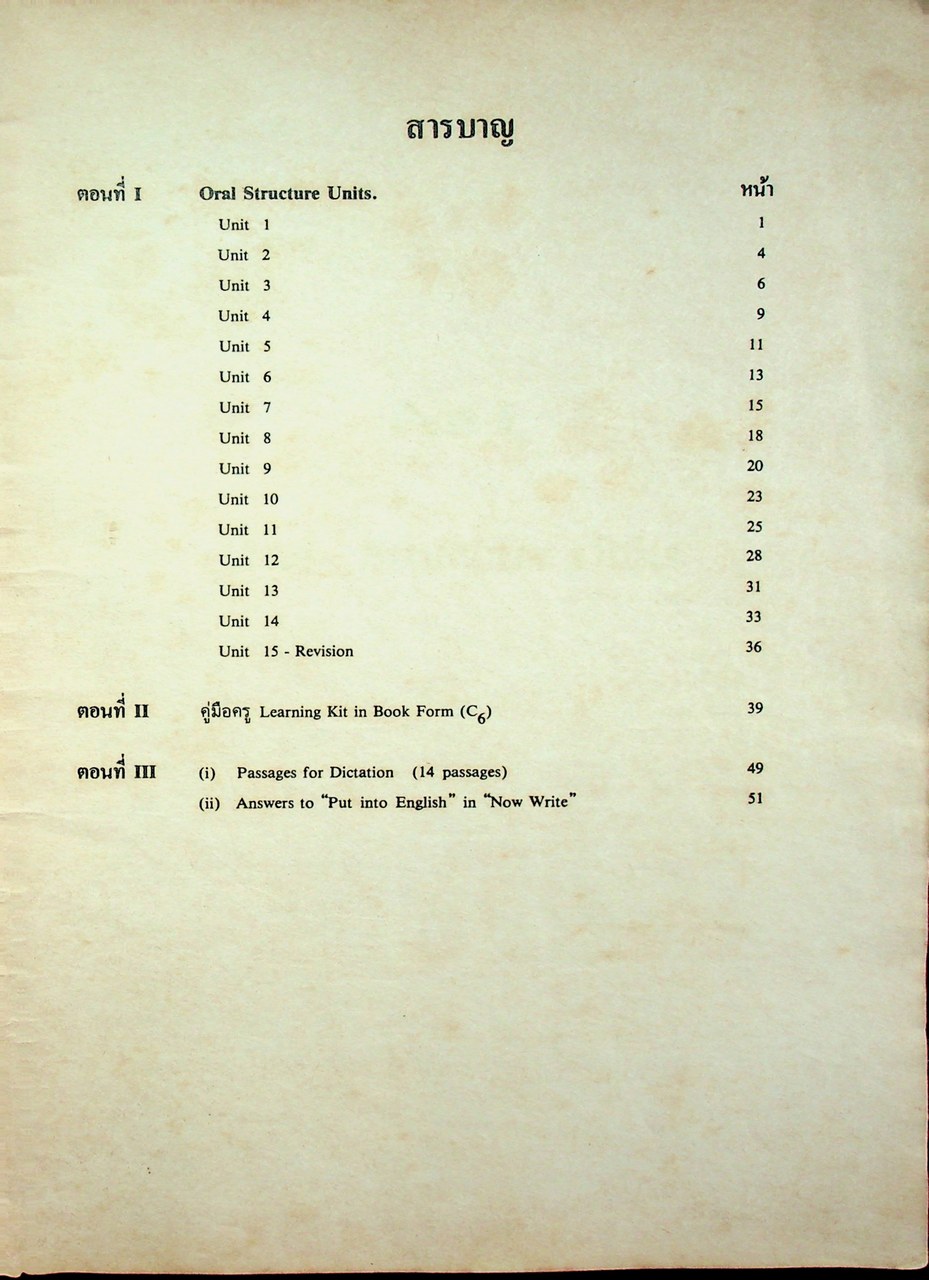 สารบาญ
ตอนที่ I Oral Structure Units. หน้า
Unit 1 1
Unit 2 4
Unit 3 6
Unit 4 9
Unit 5 11
Unit 6 13
Unit 7 15
Unit 8 18
Unit 9 20
Unit 10 23
Unit 11 25
Unit 12 28
Unit 13 31
Unit 14 33
Unit 15 - Revision 36
ตอนที่ II คู่มือครู Learning Kit in Book Form (C₆) 39
ตอนที่ III (i) Passages for Dictation (14 passages) 49
(ii) Answers to “Put into English” in “Now Write” 51